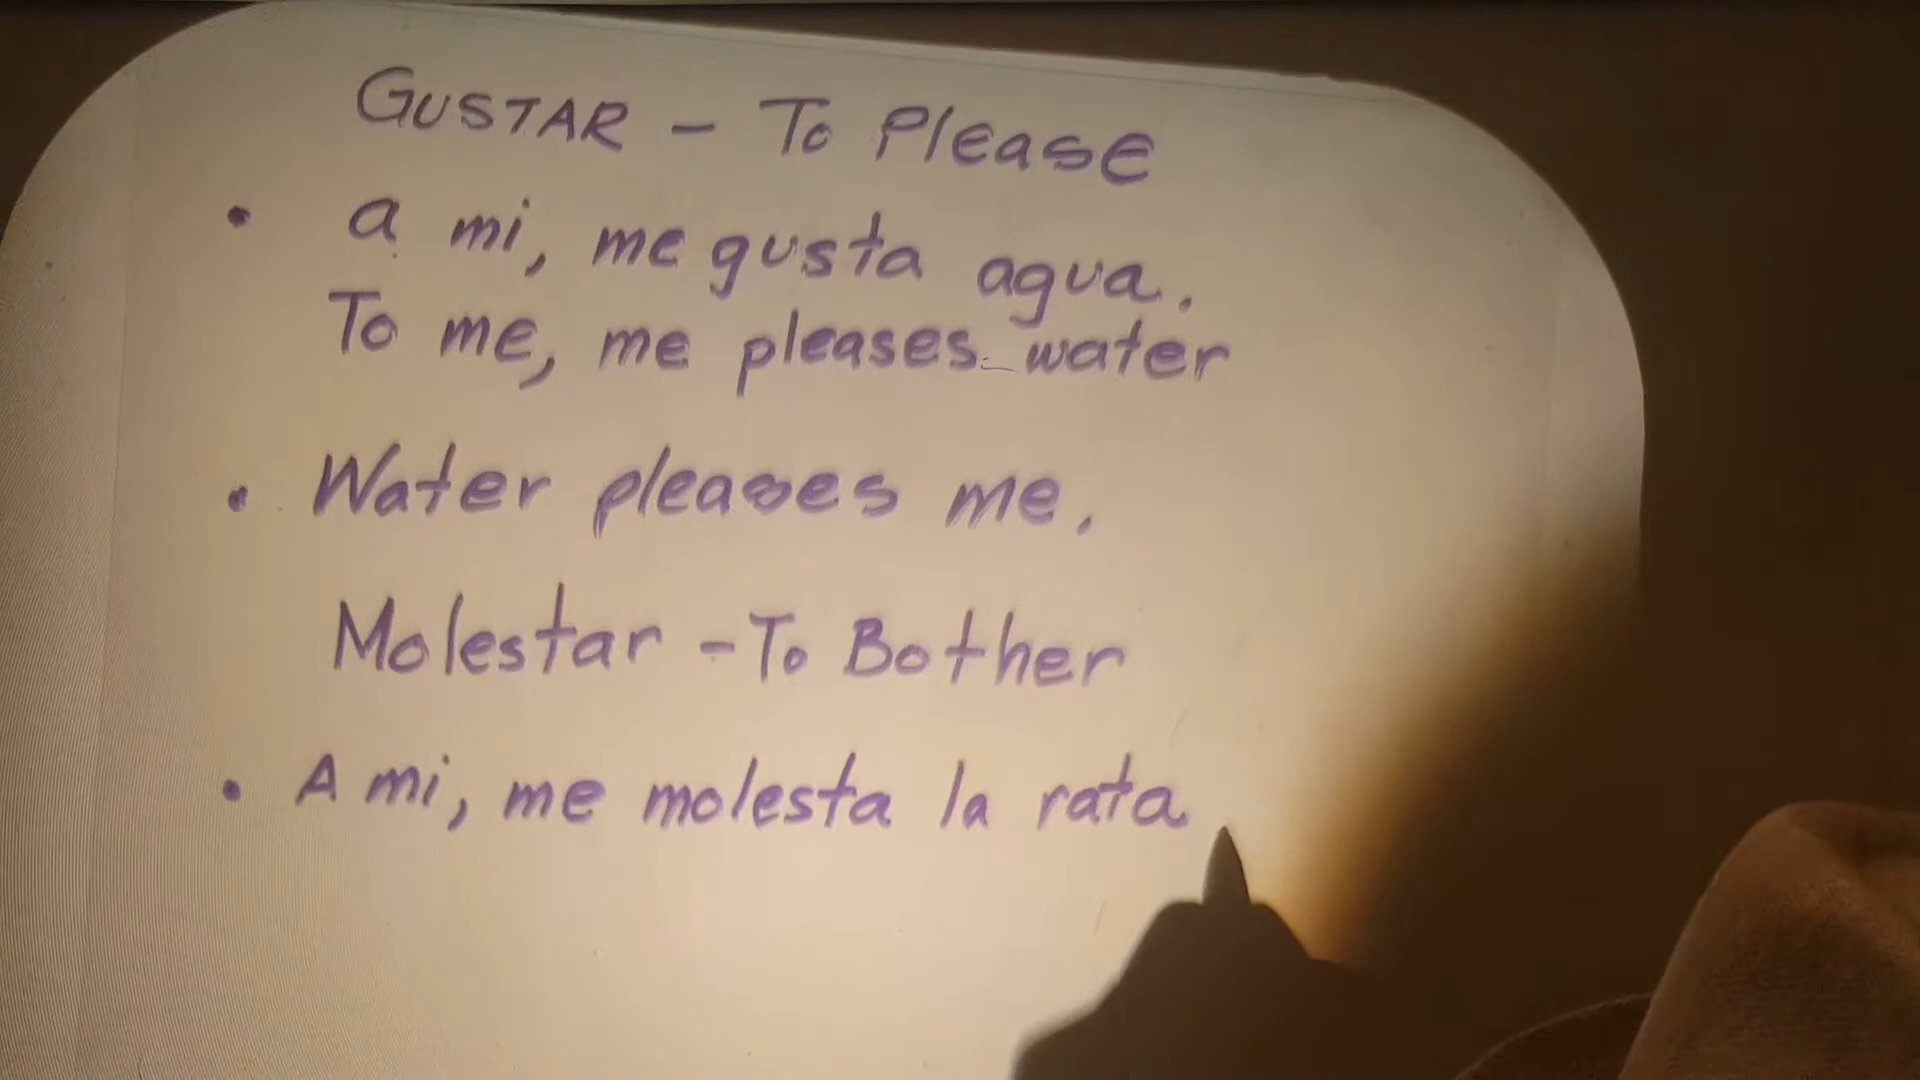 GUSTAR - To Please
• a mi, me gusta agua.
To me, me pleases water
• Water pleases me.
Molestar - To Bother
• A mi, me molesta la rata